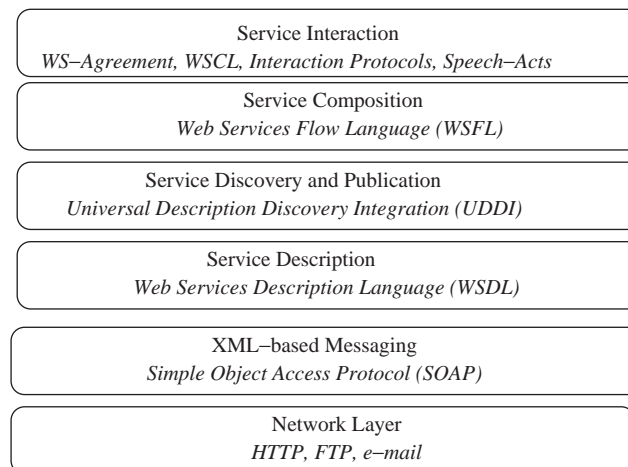 Service Interaction
WS–Agreement, WSCL, Interaction Protocols, Speech–Acts
Service Composition
Web Services Flow Language (WSFL)
Service Discovery and Publication
Universal Description Discovery Integration (UDDI)
Service Description
Web Services Description Language (WSDL)
XML–based Messaging
Simple Object Access Protocol (SOAP)
Network Layer
HTTP, FTP, e–mail